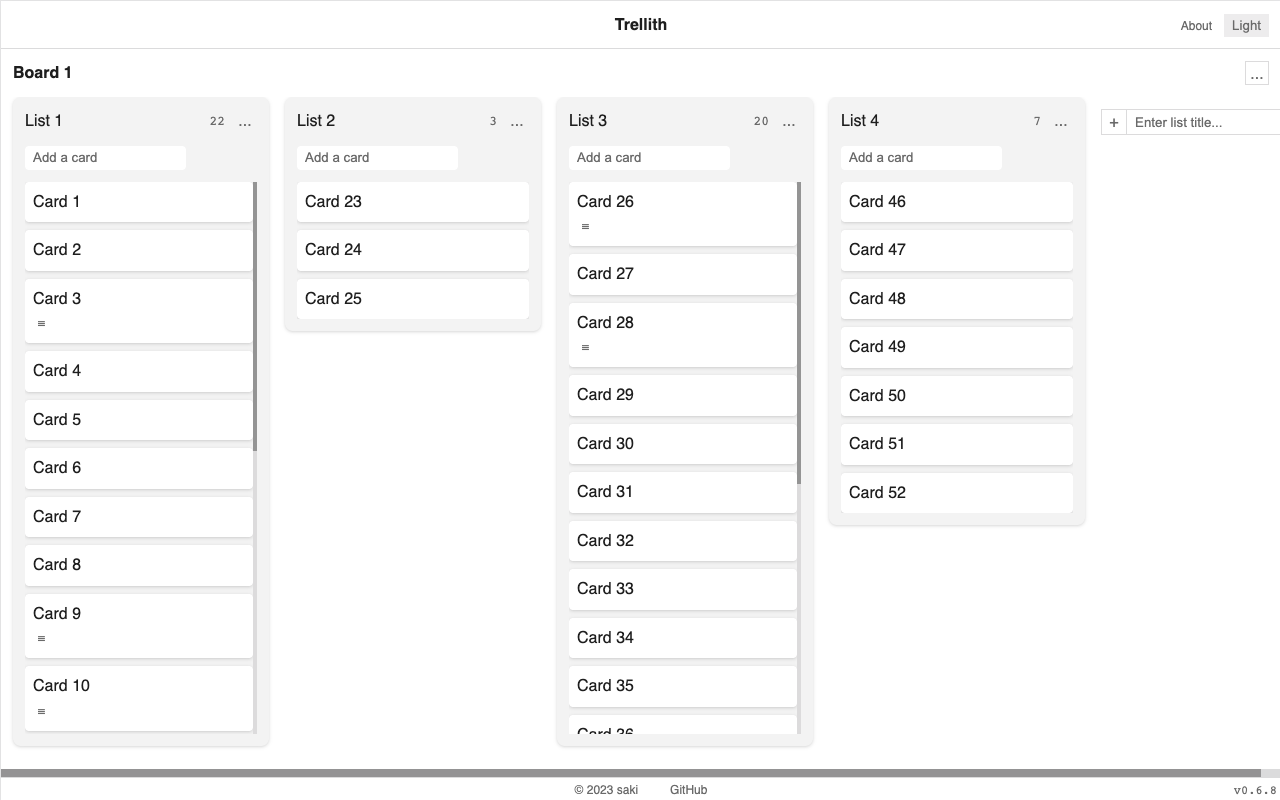 Trellith
About
Light
Board 1
...
List 1
22
...
Add a card
Card 1
Card 2
Card 3
Card 4
Card 5
Card 6
Card 7
Card 8
Card 9
Card 10
List 2
3
...
Add a card
Card 23
Card 24
Card 25
List 3
20
...
Add a card
Card 26
Card 27
Card 28
Card 29
Card 30
Card 31
Card 32
Card 33
Card 34
Card 35
Card 36
List 4
7
...
Add a card
Card 46
Card 47
Card 48
Card 49
Card 50
Card 51
Card 52
+ Enter list title...
© 2023 saki
GitHub
v0.6.8